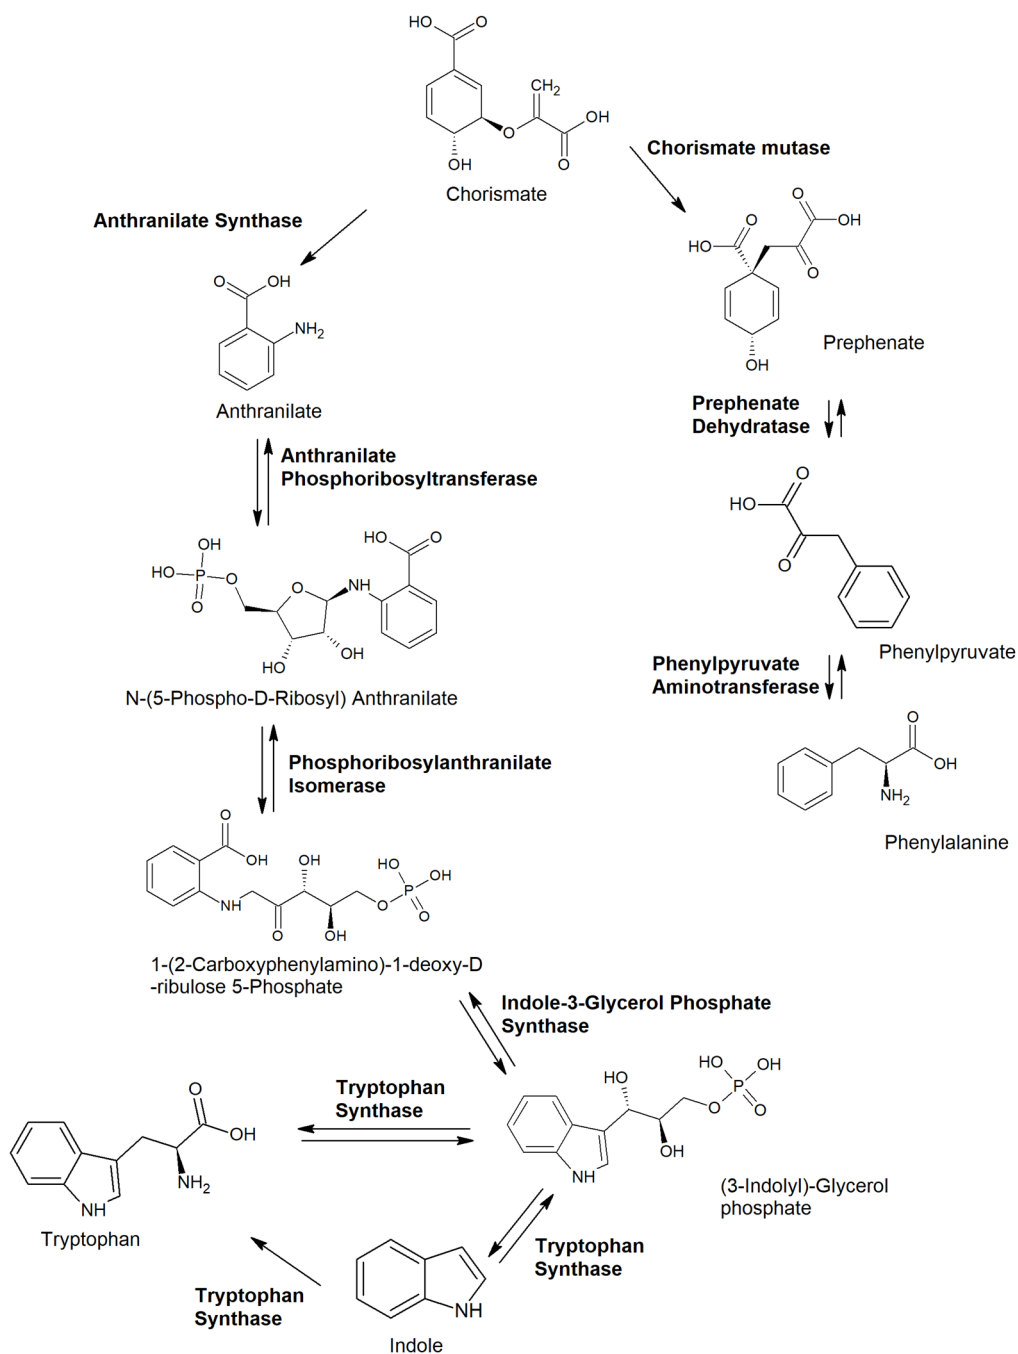 HO
O
CH2
O
OH
O
OH
Chorismate
Chorismate mutase
Anthranilate Synthase
O
OH
NH2
Anthranilate
O
OH
O
HO
O
OH
Prephenate
Prephenate
Dehydratase
Anthranilate
Phosphoribosyltransferase
O
HO
O
Phenylpyruvate
OH
HO
P
O
O
O
NH
HO
O
HO
OH
N-(5-Phospho-D-Ribosyl) Anthranilate
Phenylpyruvate
Aminotransferase
O
OH
NH2
Phenylalanine
Phosphoribosylanthranilate
Isomerase
O
OH
NH
O
OH
OH
O
HO
P
OH
O
1-(2-Carboxyphenylamino)-1-deoxy-D
-ribulose 5-Phosphate
Indole-3-Glycerol Phosphate
Synthase
HO
OH
P
O
O
HO
OH
NH
(3-Indolyl)-Glycerol
phosphate
Tryptophan
Synthase
O
OH
NH2
NH
Tryptophan
Tryptophan
Synthase
Tryptophan
Synthase
NH
Indole